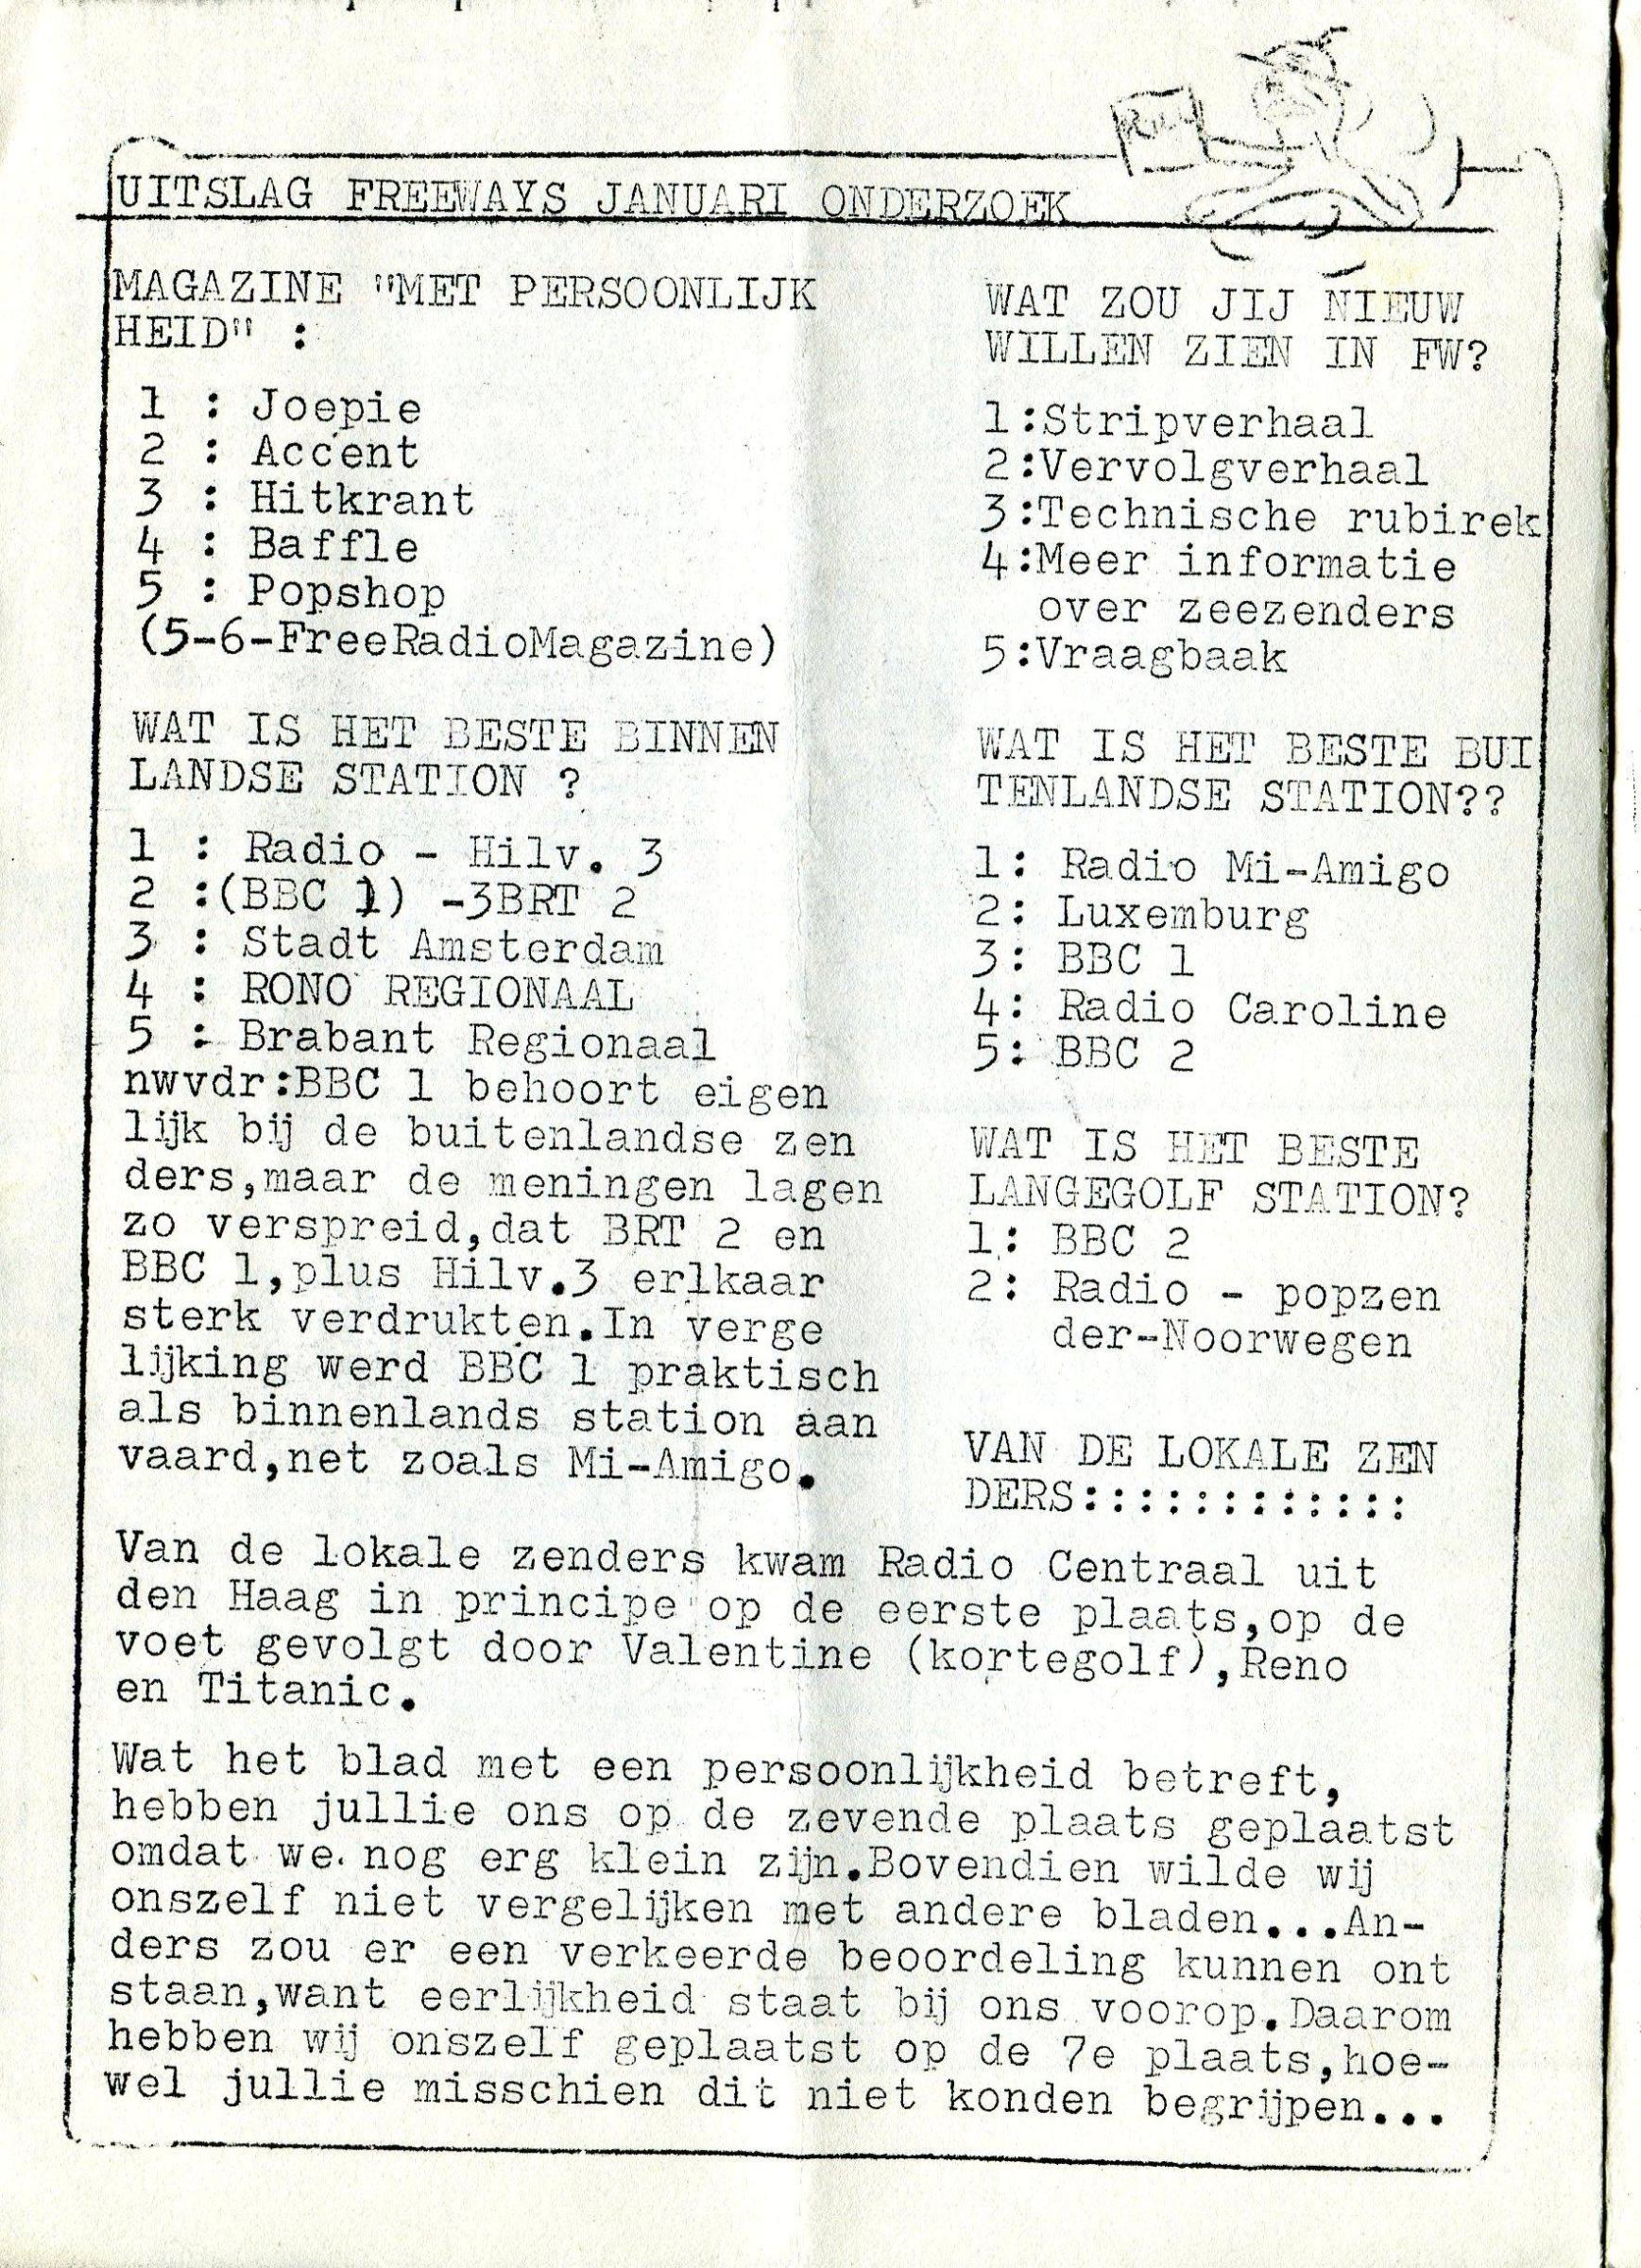 UITSLAG FREEWAYS JANUARI ONDERZOEK
MAGAZINE "MET PERSOONLIJK
HEID" :
1 : Joepie
2 : Accent
3 : Hitkrant
4 : Baffle
5 : Popshop
(5-6-FreeRadioMagazine)
WAT IS HET BESTE BINNEN
LANDSE STATION ?
1 : Radio - Hilv. 3
2 :(BBC 1) -3BRT 2
3 : Stadt Amsterdam
4 : RONO REGIONAAL
5 : Brabant Regionaal
nwvdr:BBC 1 behoort eigen
lijk bij de buitenlandse zen
ders,maar de meningen lagen
zo verspreid,dat BRT 2 en
BBC 1,plus Hilv.3 erlkaar
sterk verdrukten.In verge
lijking werd BBC 1 praktisch
als binnenlands station aan
vaard,net zoals Mi-Amigo.
WAT ZOU JIJ NIEUW
WILLEN ZIEN IN FW?
1:Stripverhaal
2:Vervolgverhaal
3:Technische rubirek
4:Meer informatie
over zeezenders
5:Vraagbaak
WAT IS HET BESTE BUI
TENLANDSE STATION??
1: Radio Mi-Amigo
2: Luxemburg
3: BBC 1
4: Radio Caroline
5: BBC 2
WAT IS HET BESTE
LANGEGOLF STATION?
1: BBC 2
2: Radio - popzen
der-Noorwegen
VAN DE LOKALE ZEN
DERS::::::::::::
Van de lokale zenders kwam Radio Centraal uit
den Haag in principe op de eerste plaats,op de
voet gevolgt door Valentine (kortegolf),Reno
en Titanic.
Wat het blad met een persoonlijkheid betreft,
hebben jullie ons op de zevende plaats geplaatst
omdat we nog erg klein zijn.Bovendien wilde wij
onszelf niet vergelijken met andere bladen...An-
ders zou er een verkeerde beoordeling kunnen ont
staan,want eerlijkheid staat bij ons voorop.Daarom
hebben wij onszelf geplaatst op de 7e plaats,hoe-
wel jullie misschien dit niet konden begrijpen...